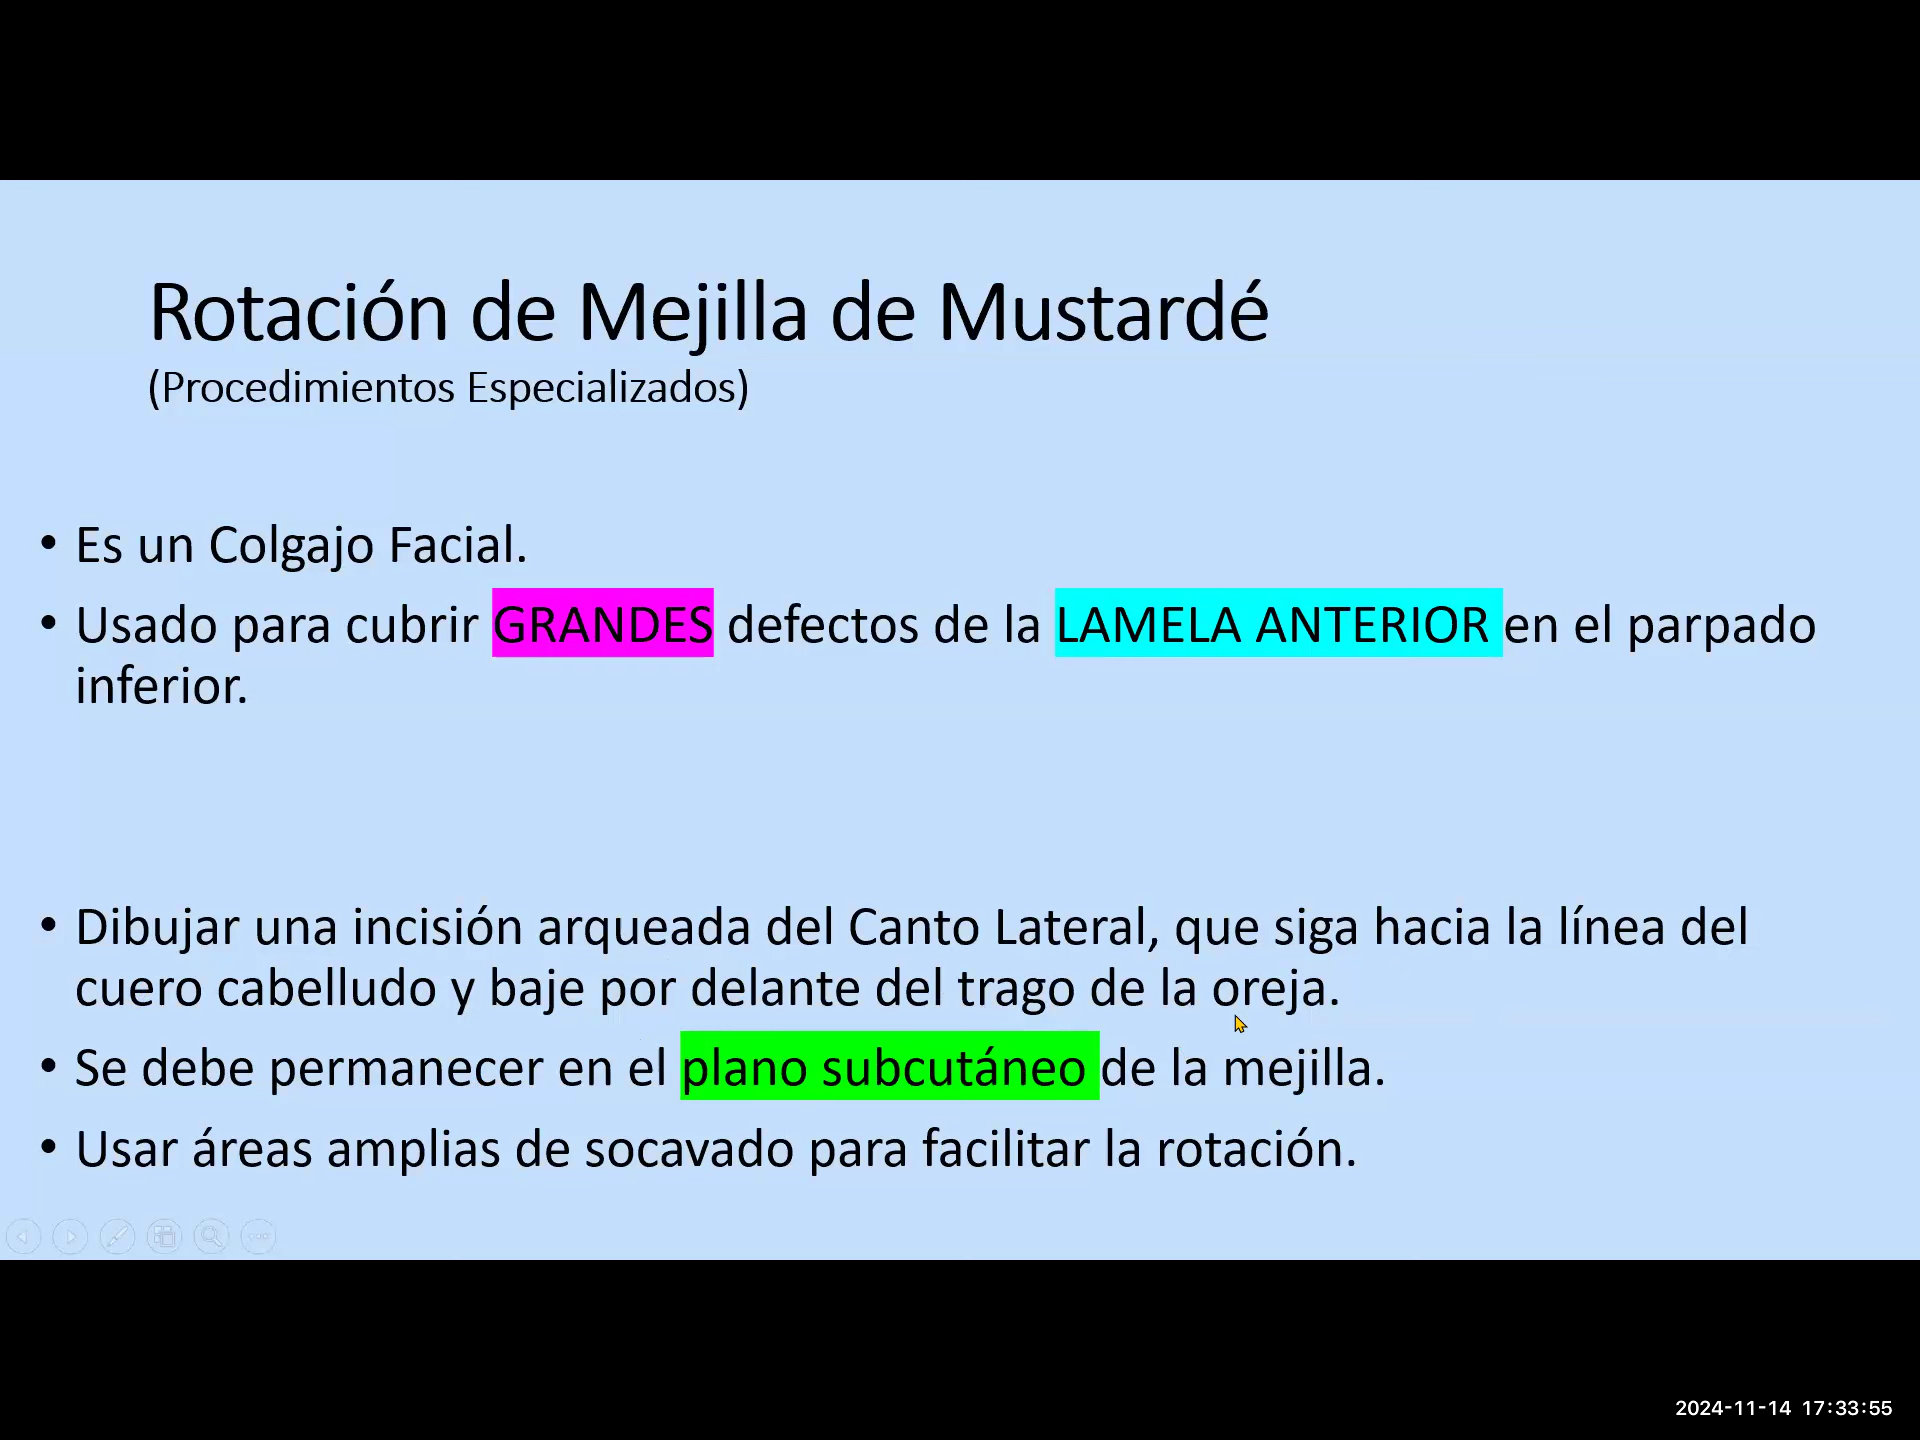 Rotación de Mejilla de Mustardé
(Procedimientos Especializados)
• Es un Colgajo Facial.
• Usado para cubrir GRANDES defectos de la LAMELA ANTERIOR en el parpado
inferior.
• Dibujar una incisión arqueada del Canto Lateral, que siga hacia la línea del
cuero cabelludo y baje por delante del trago de la oreja.
• Se debe permanecer en el plano subcutáneo de la mejilla.
• Usar áreas amplias de socavado para facilitar la rotación.
2024-11-14 17:33:55